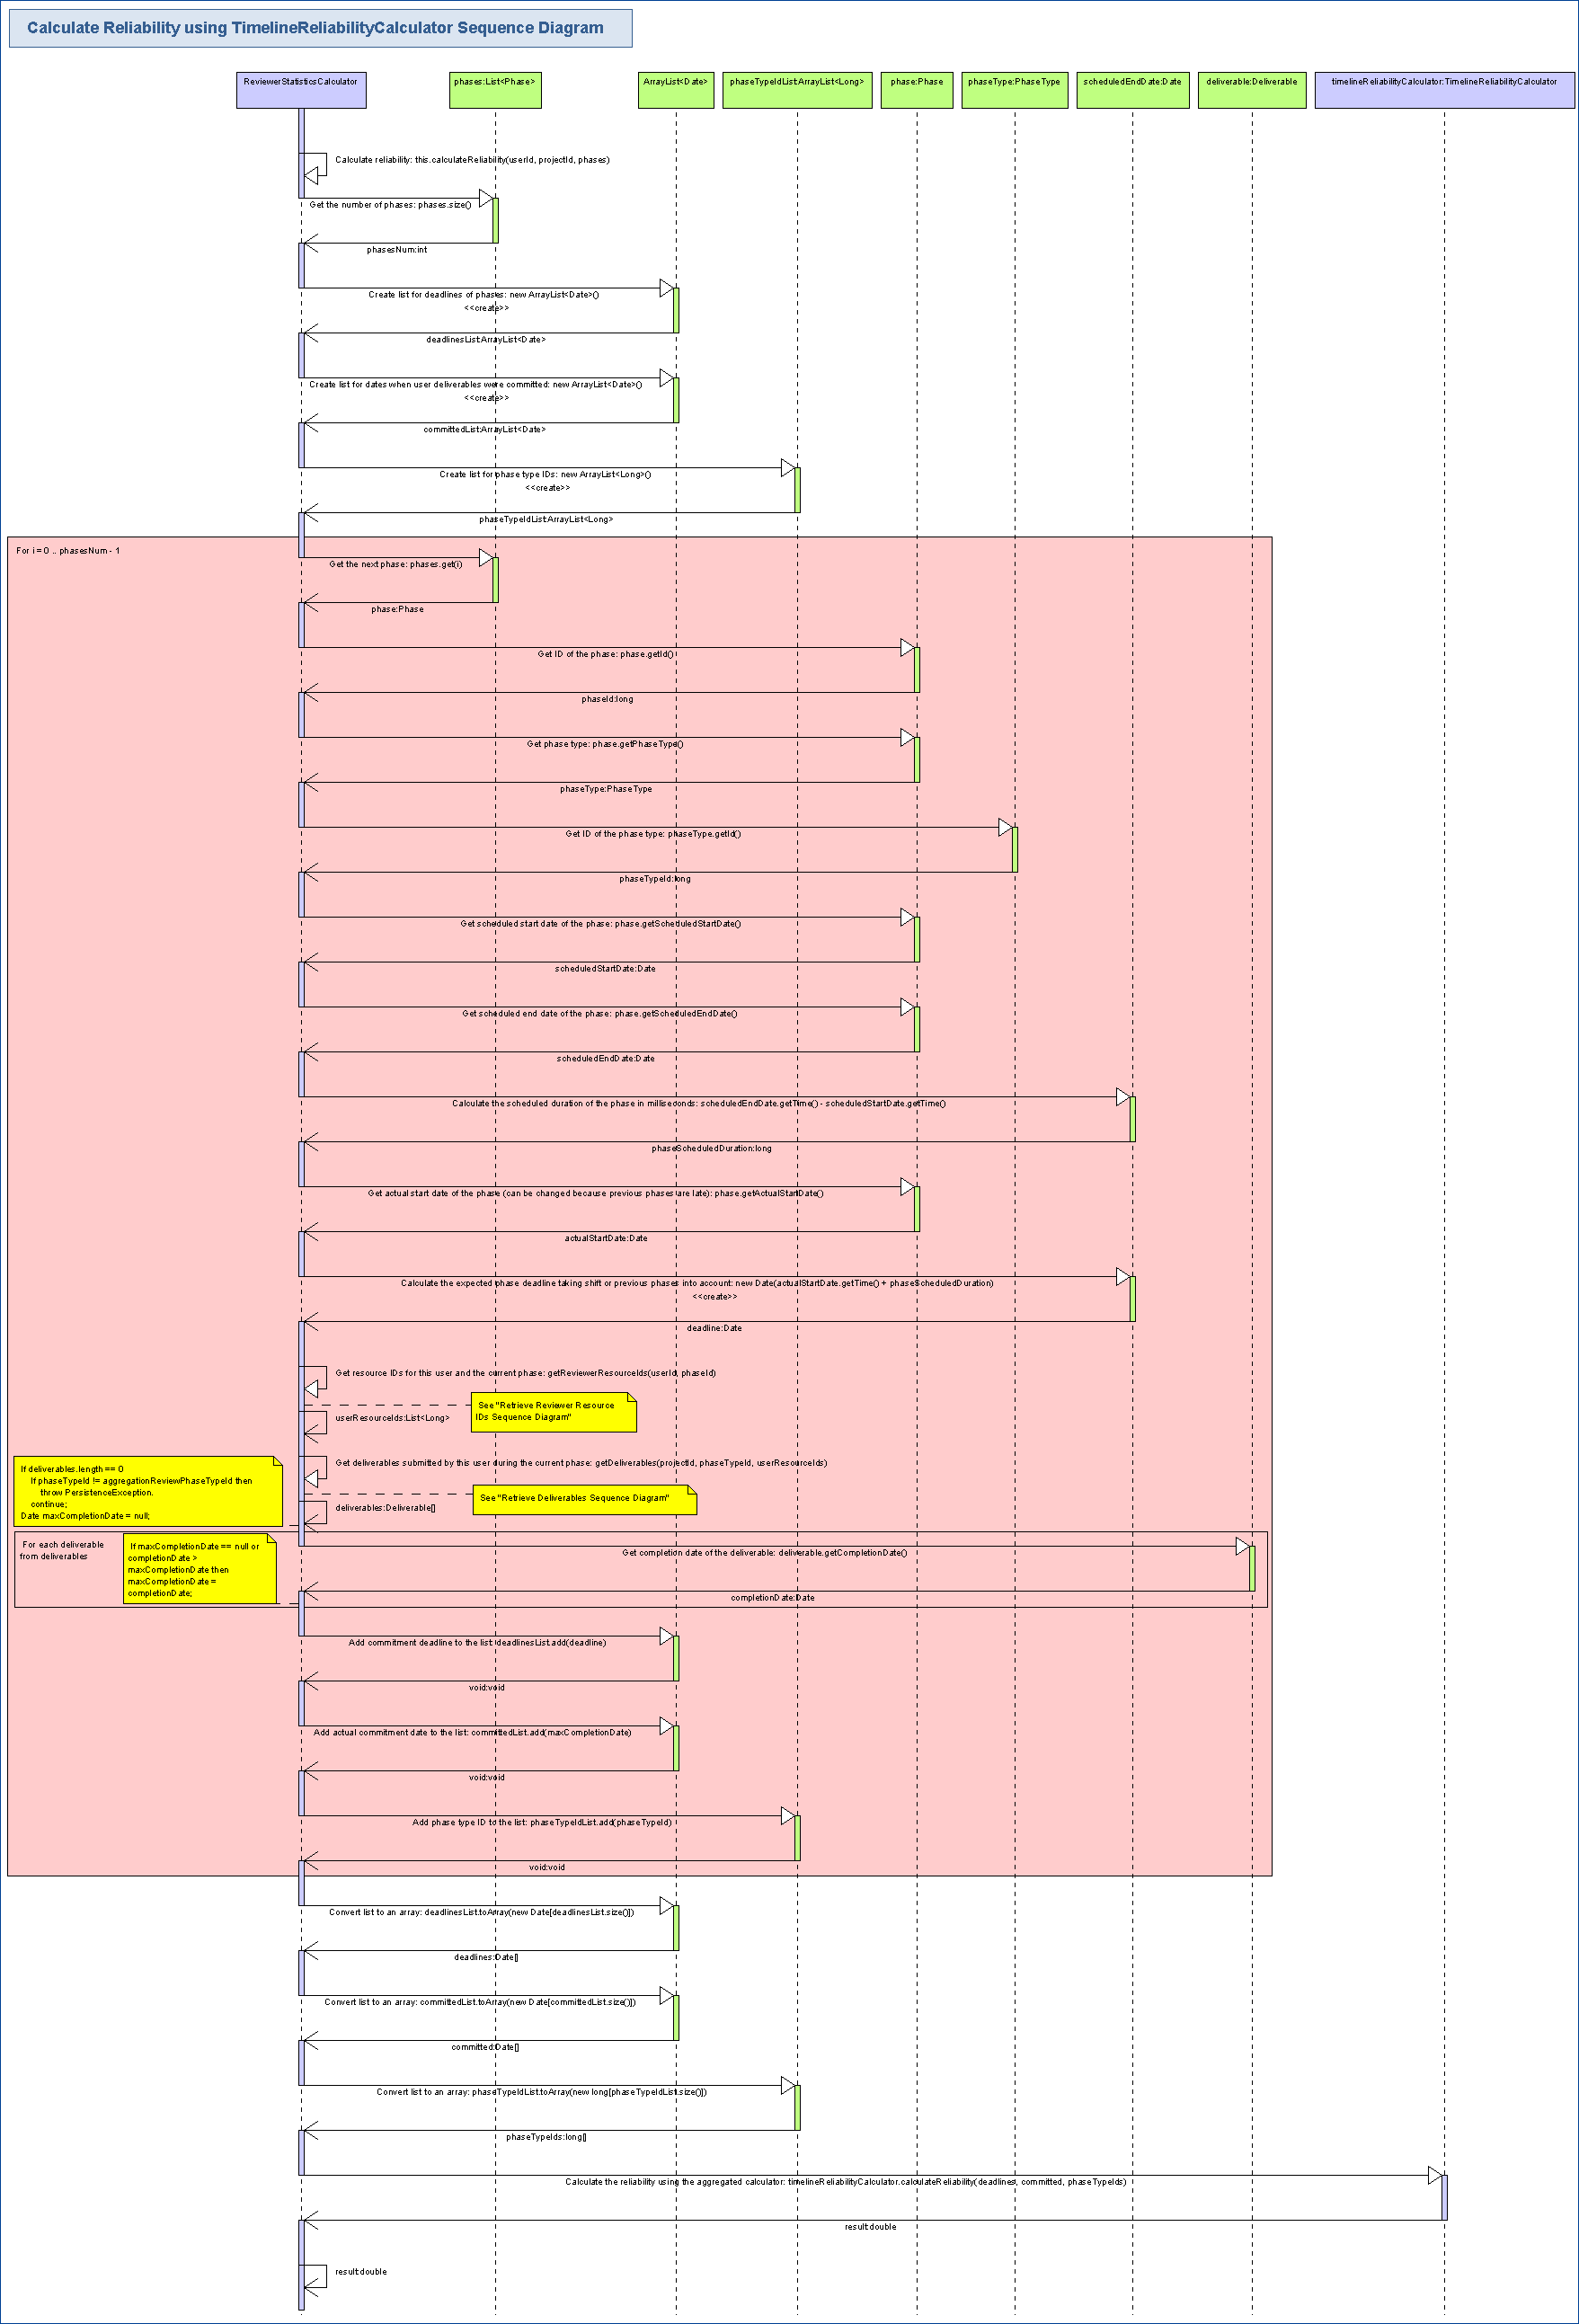 Calculate Reliability using TimelineReliabilityCalculator Sequence Diagram
ReviewerStatisticsCalculator
phases:List<Phase>
ArrayList<Date>
phaseTypeIdList:ArrayList<Long>
phase:Phase
phaseType:PhaseType
scheduledEndDate:Date
deliverable:Deliverable
timelineReliabilityCalculator:TimelineReliabilityCalculator
Calculate reliability: this.calculateReliability(userId, projectId, phases)
Get the number of phases: phases.size()
phasesNum:int
Create list for deadlines of phases: new ArrayList<Date>()
<<create>>
deadlinesList:ArrayList<Date>
Create list for dates when user deliverables were committed: new ArrayList<Date>()
<<create>>
committedList:ArrayList<Date>
Create list for phase type IDs: new ArrayList<Long>()
<<create>>
phaseTypeIdList:ArrayList<Long>
For i = 0 .. phasesNum - 1
Get the next phase: phases.get(i)
phase:Phase
Get ID of the phase: phase.getId()
phaseId:long
Get phase type: phase.getPhaseType()
phaseType:PhaseType
Get ID of the phase type: phaseType.getId()
phaseTypeId:long
Get scheduled start date of the phase: phase.getScheduledStartDate()
scheduledStartDate:Date
Get scheduled end date of the phase: phase.getScheduledEndDate()
scheduledEndDate:Date
Calculate the scheduled duration of the phase in milliseconds: scheduledEndDate.getTime() - scheduledStartDate.getTime()
phaseScheduledDuration:long
Get actual start date of the phase (can be changed because previous phases are late): phase.getActualStartDate()
actualStartDate:Date
Calculate the expected phase deadline taking shift or previous phases into account: new Date(actualStartDate.getTime() + phaseScheduledDuration)
<<create>>
deadline:Date
Get resource IDs for this user and the current phase: getReviewerResourceIds(userId, phaseId)
See "Retrieve Reviewer Resource
IDs Sequence Diagram"
userResourceIds:List<Long>
Get deliverables submitted by this user during the current phase: getDeliverables(projectId, phaseTypeId, userResourceIds)
If deliverables.length == 0
If phaseTypeId != aggregationReviewPhaseTypeId then
throw PersistenceException.
continue;
Date maxCompletionDate = null;
See "Retrieve Deliverables Sequence Diagram"
deliverables:Deliverable[]
For each deliverable
from deliverables
If maxCompletionDate == null or
completionDate >
maxCompletionDate then
maxCompletionDate =
completionDate;
Get completion date of the deliverable: deliverable.getCompletionDate()
completionDate:Date
Add commitment deadline to the list: deadlinesList.add(deadline)
void:void
Add actual commitment date to the list: committedList.add(maxCompletionDate)
void:void
Add phase type ID to the list: phaseTypeIdList.add(phaseTypeId)
void:void
Convert list to an array: deadlinesList.toArray(new Date[deadlinesList.size()])
deadlines:Date[]
Convert list to an array: committedList.toArray(new Date[committedList.size()])
committed:Date[]
Convert list to an array: phaseTypeIdList.toArray(new long[phaseTypeIdList.size()])
phaseTypeIds:long[]
Calculate the reliability using the aggregated calculator: timelineReliabilityCalculator.calculateReliability(deadlines, committed, phaseTypeIds)
result:double
result:double